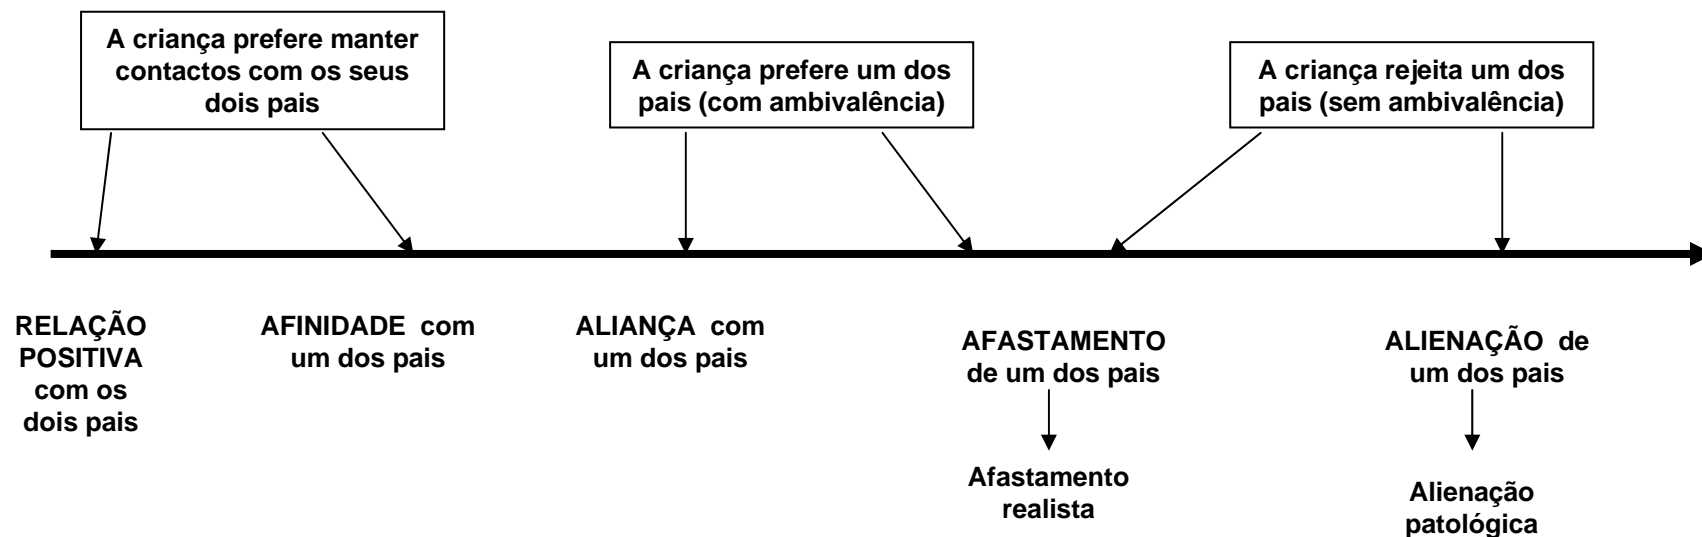 A criança prefere manter
contactos com os seus
dois pais
A criança prefere um dos
pais (com ambivalência)
A criança rejeita um dos
pais (sem ambivalência)
RELAÇÃO
POSITIVA
com os
dois pais
AFINIDADE com
um dos pais
ALIANÇA com
um dos pais
AFASTAMENTO
de um dos pais
ALIENAÇÃO de
um dos pais
Afastamento
realista
Alienação
patológica